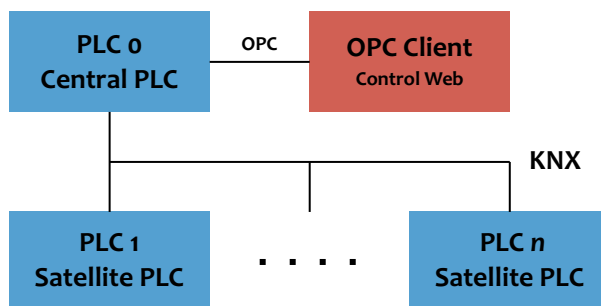 PLC 0
Central PLC
OPC
OPC Client
Control Web
KNX
PLC 1
Satellite PLC
. . . .
PLC n
Satellite PLC